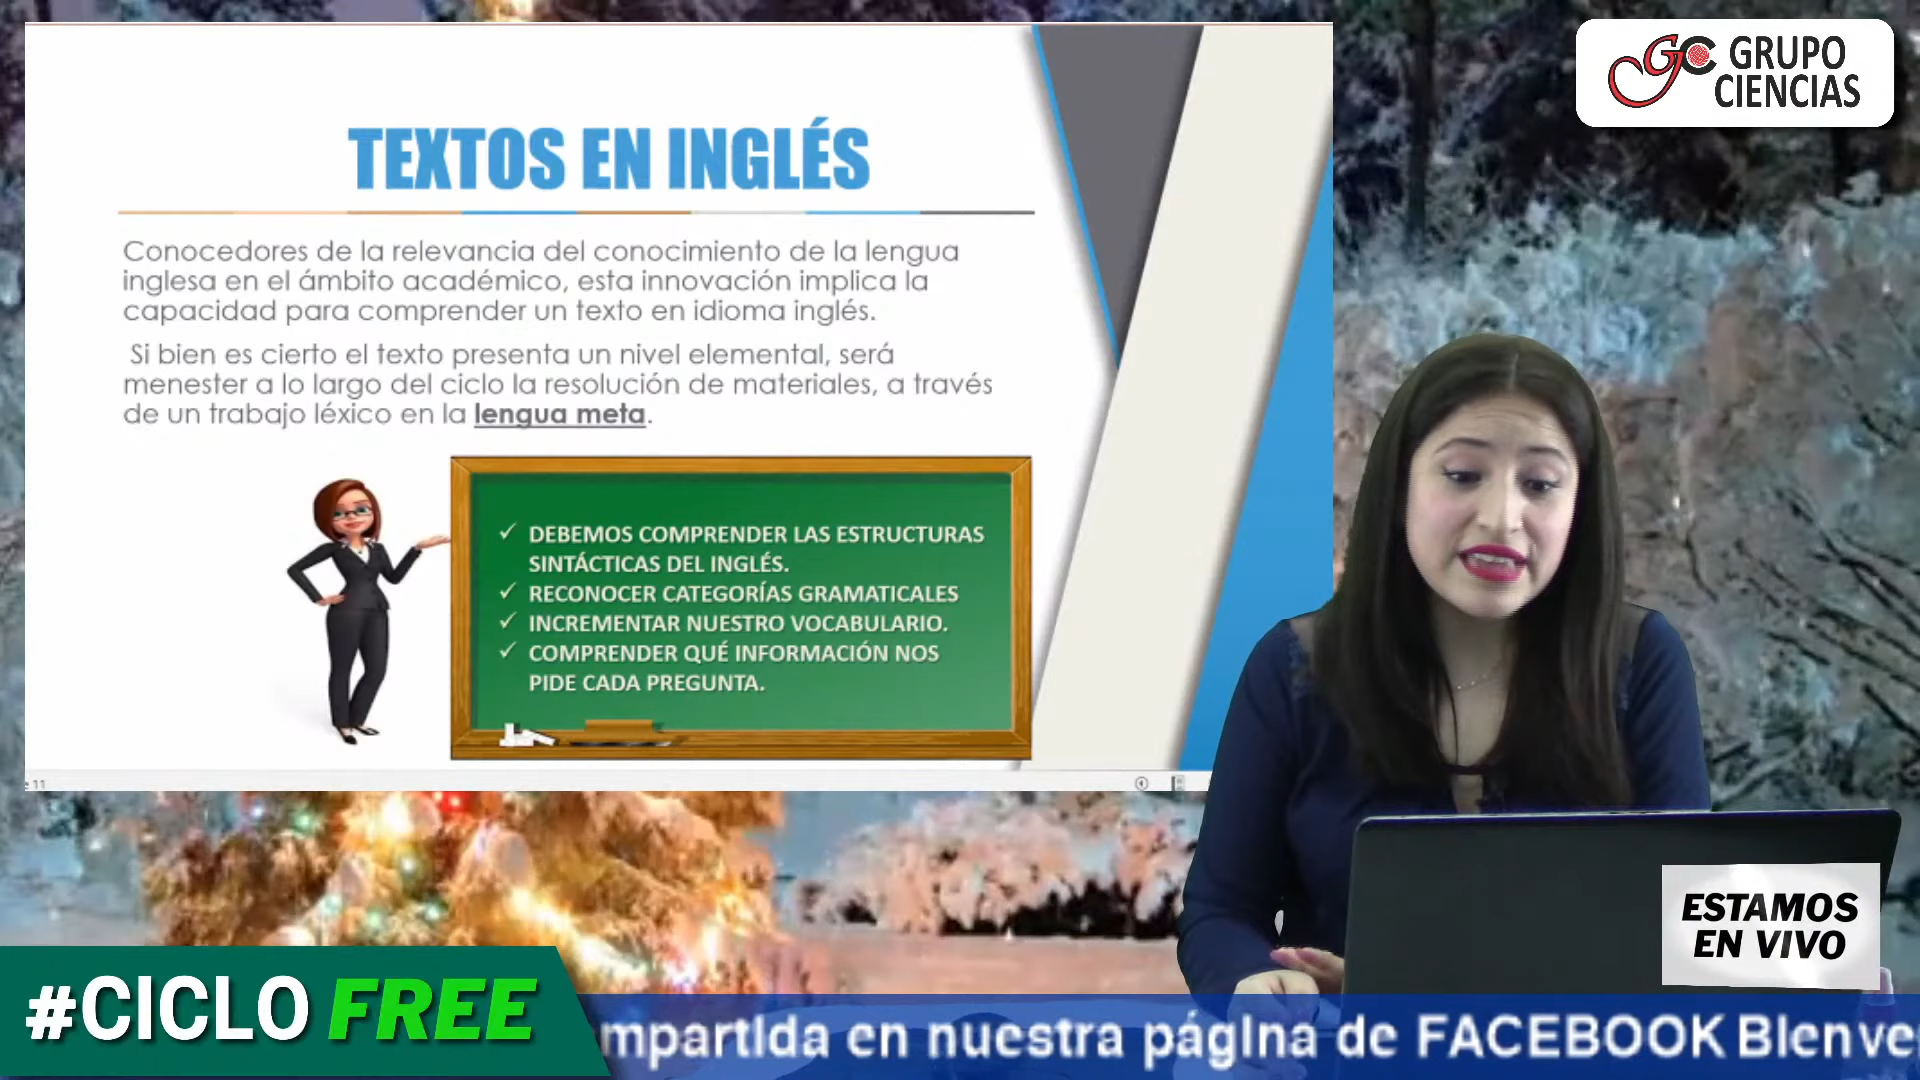 GRUPO
CIENCIAS
TEXTOS EN INGLÉS
Conocedores de la relevancia del conocimiento de la lengua
inglesa en el ámbito académico, esta innovación implica la
capacidad para comprender un texto en idioma inglés.
Si bien es cierto el texto presenta un nivel elemental, será
menester a lo largo del ciclo la resolución de materiales, a través
de un trabajo léxico en la lengua meta.
✓ DEBEMOS COMPRENDER LAS ESTRUCTURAS
SINTÁCTICAS DEL INGLÉS.
✓ RECONOCER CATEGORÍAS GRAMATICALES
✓ INCREMENTAR NUESTRO VOCABULARIO.
✓ COMPRENDER QUÉ INFORMACIÓN NOS
PIDE CADA PREGUNTA.
11
ESTAMOS
EN VIVO
#CICLO FREE
mpartida en nuestra página de FACEBOOK Bienve